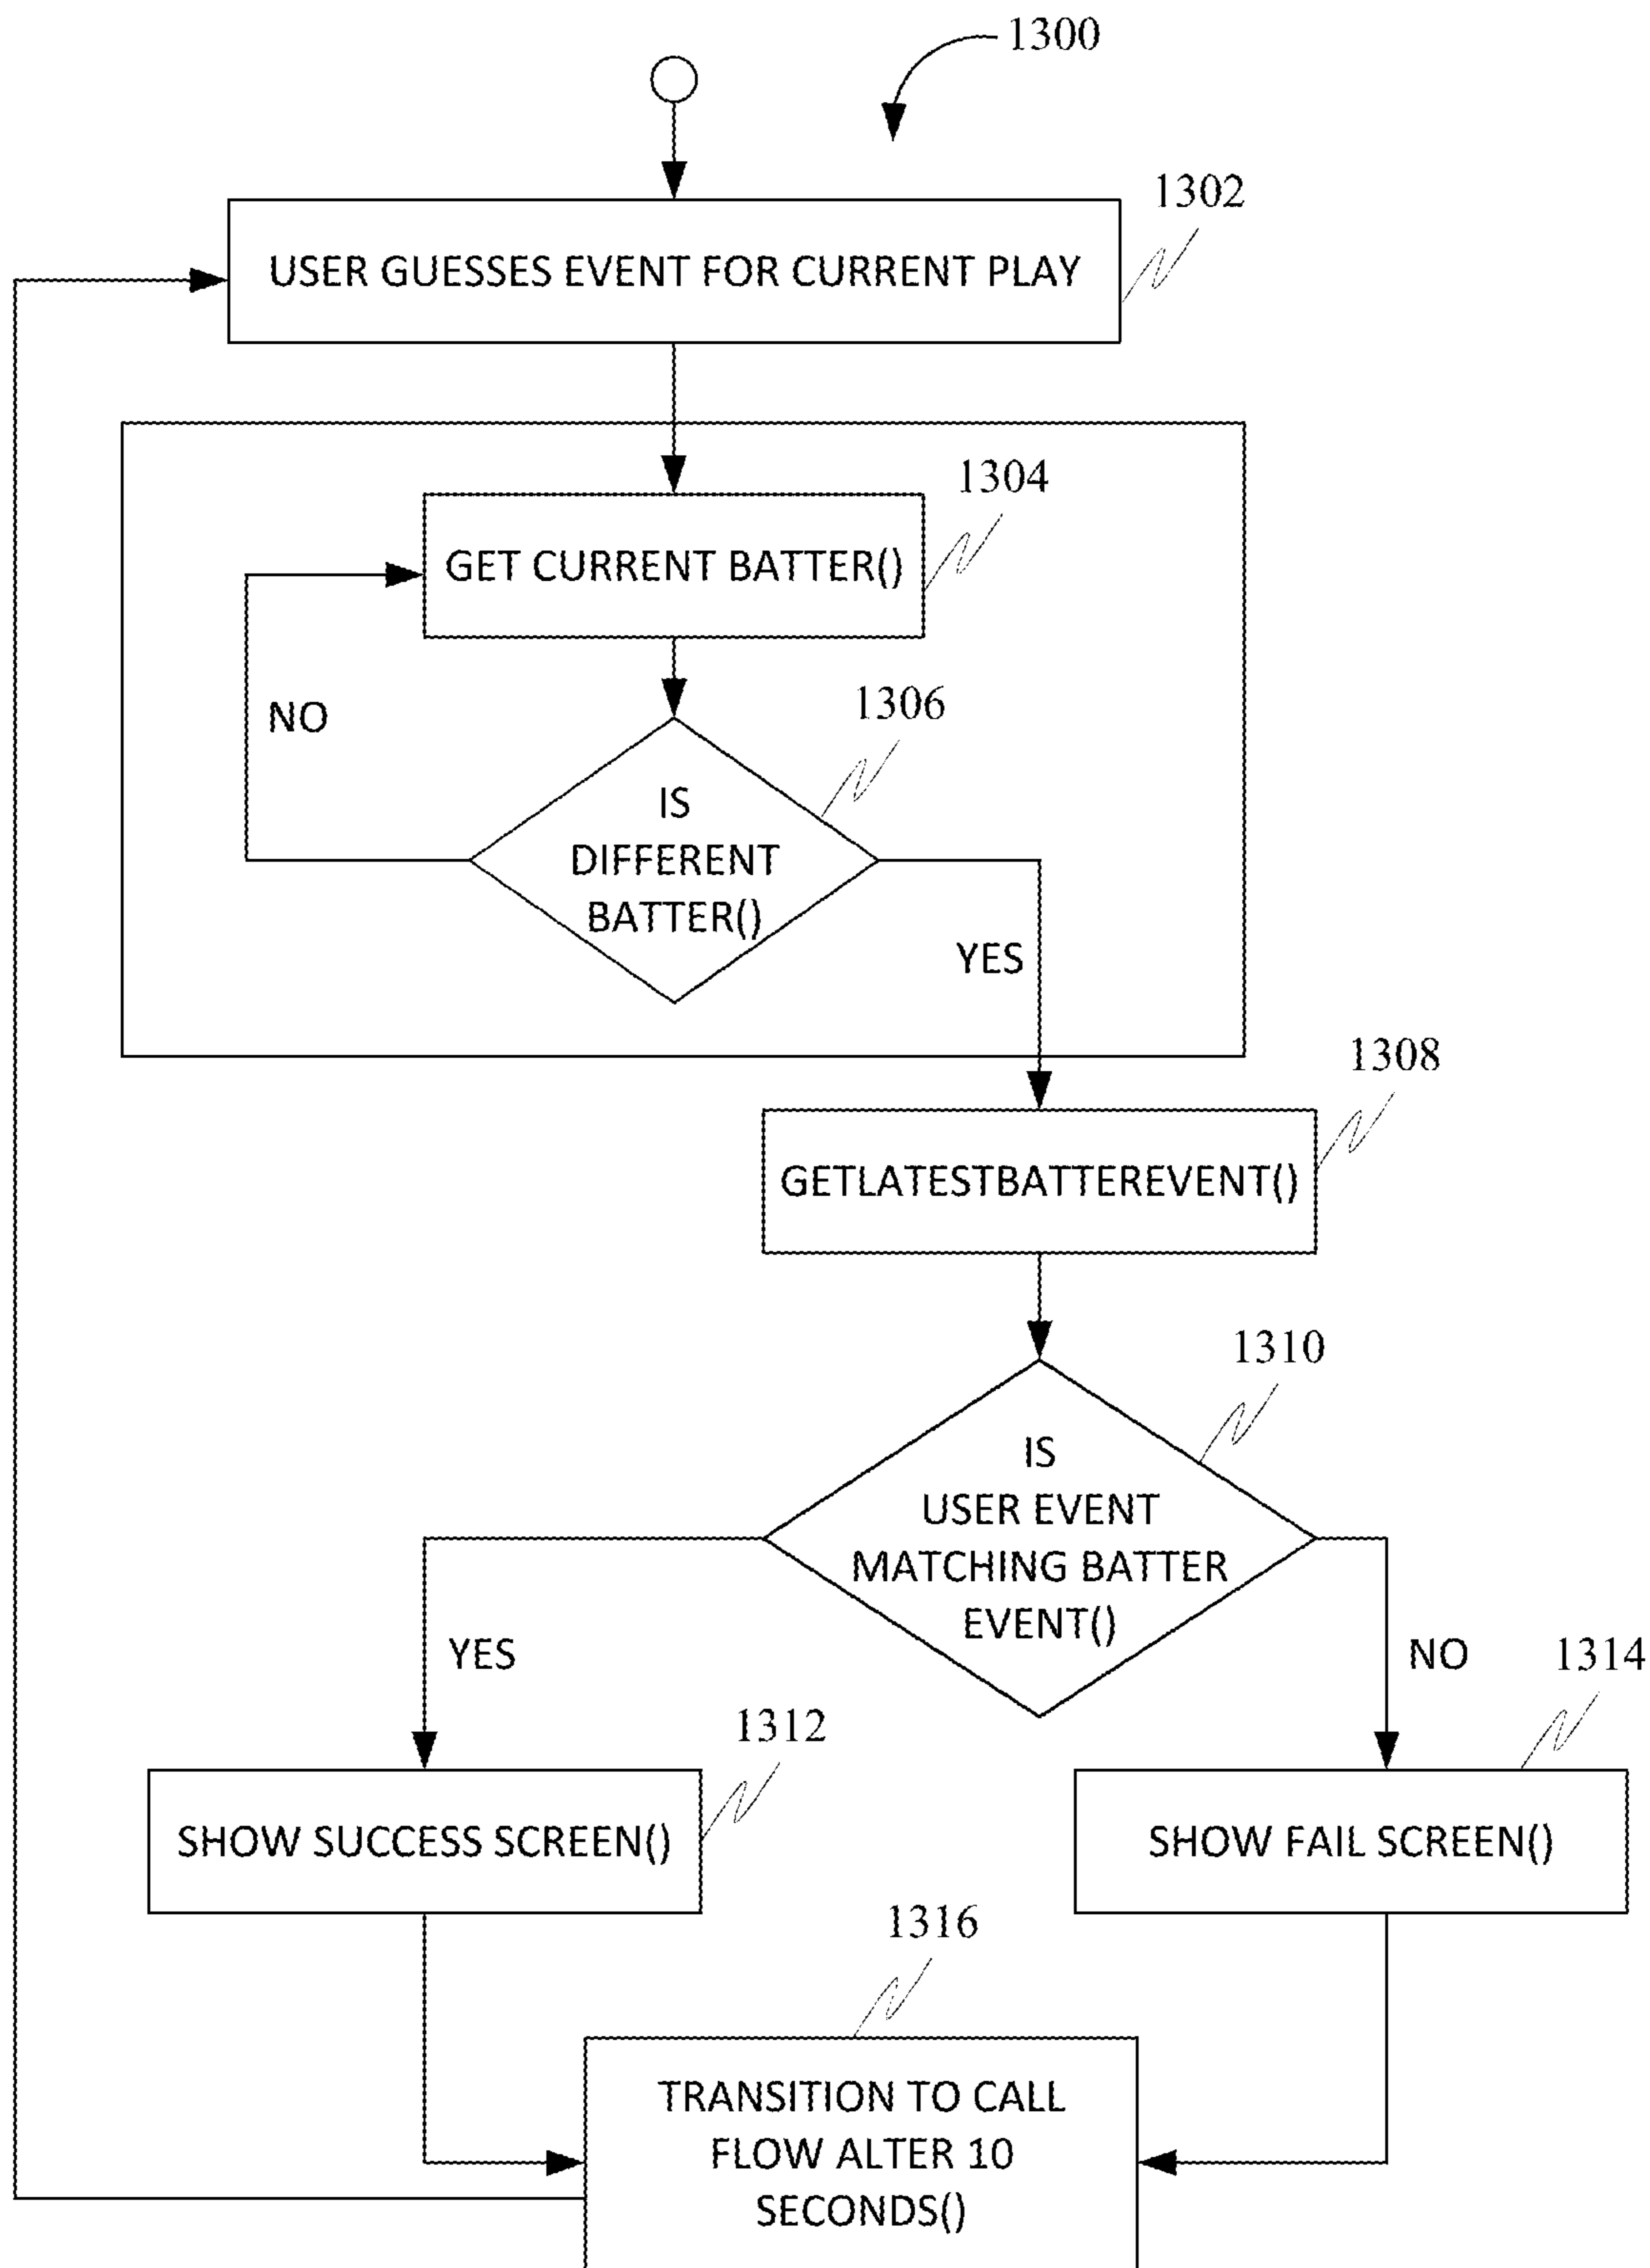 1300
1302
USER GUESSES EVENT FOR CURRENT PLAY
1304
GET CURRENT BATTER()
NO
1306
IS
DIFFERENT
BATTER()
YES
1308
GETLATESTBATTEREVENT()
1310
IS
USER EVENT
MATCHING BATTER
EVENT()
YES
NO
1314
1312
SHOW SUCCESS SCREEN()
SHOW FAIL SCREEN()
1316
TRANSITION TO CALL
FLOW ALTER 10
SECONDS()